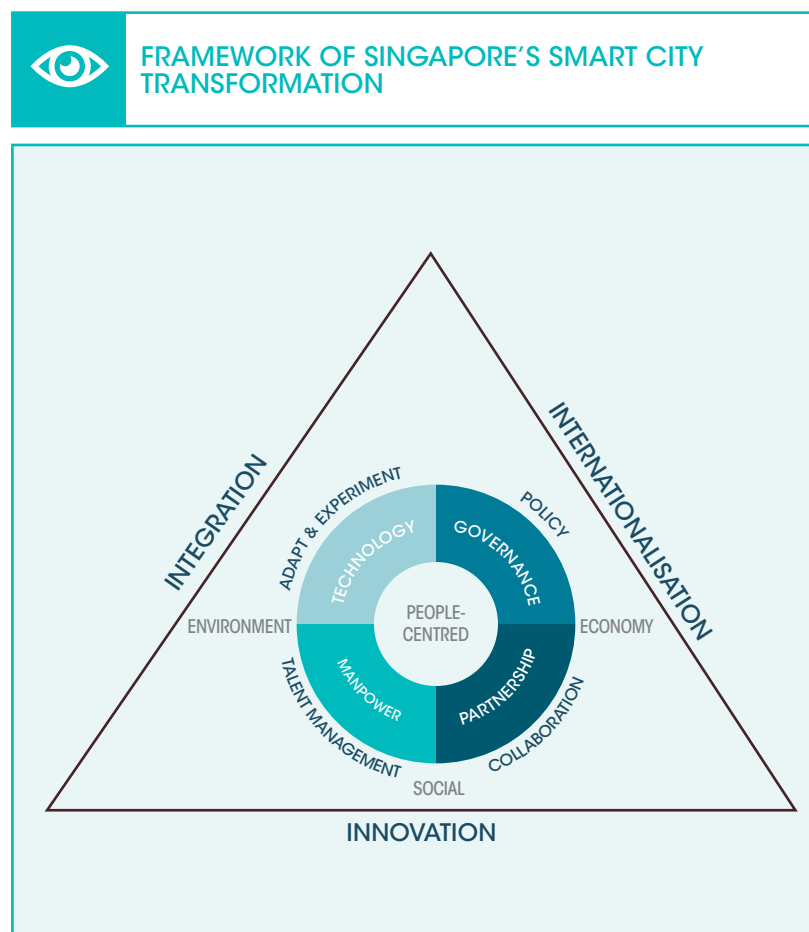 FRAMEWORK OF SINGAPORE’S SMART CITY
TRANSFORMATION
INTEGRATION
INTERNATIONALISATION
ADAPT & EXPERIMENT
POLICY
TECHNOLOGY
GOVERNANCE
ENVIRONMENT
PEOPLE-
CENTRED
ECONOMY
MANPOWER
PARTNERSHIP
TALENT MANAGEMENT
COLLABORATION
SOCIAL
INNOVATION